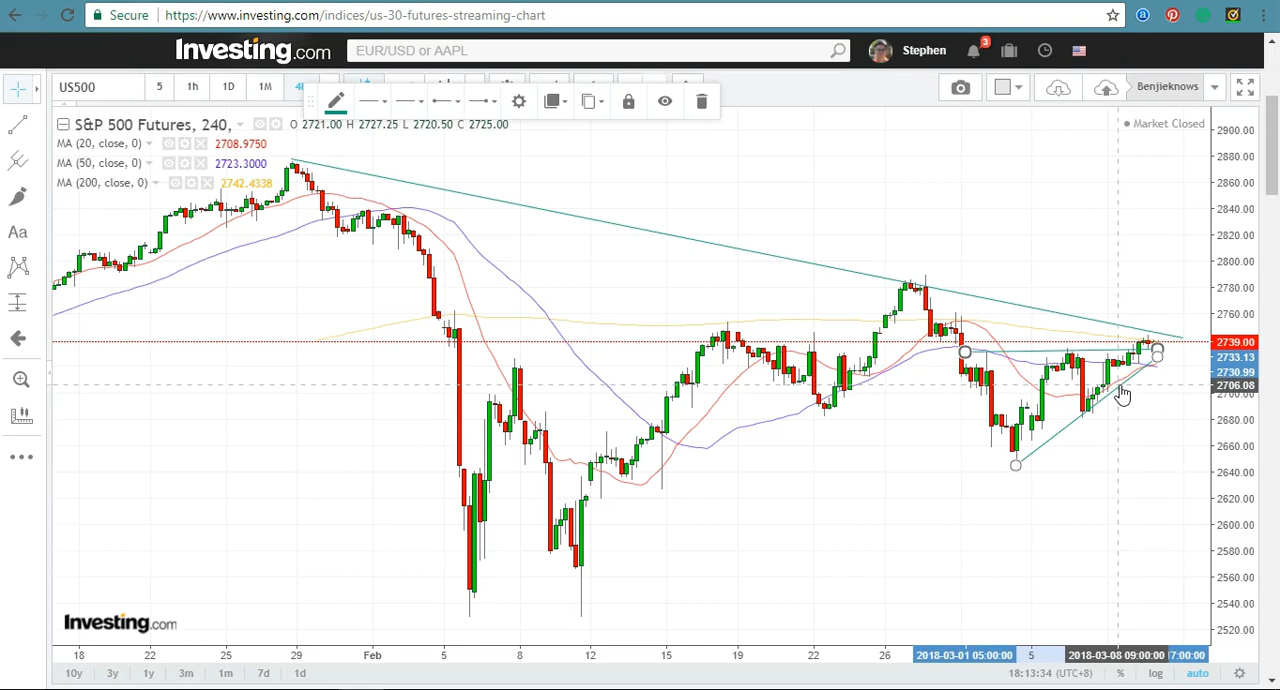 Secure https://www.investing.com/indices/us-30-futures-streaming-chart
Investing.com EUR/USD or AAPL Stephen 3
US500 5 1h 1D 1M Benjieknows
S&P 500 Futures, 240, O 2721.00 H 2727.25 L 2720.50 C 2725.00
Market Closed
MA (20, close, 0) 2708.9750
MA (50, close, 0) 2723.3000
MA (200, close, 0) 2742.4338
Aa
2900.00
2880.00
2860.00
2840.00
2820.00
2800.00
2780.00
2760.00
2739.00
2733.13
2730.99
2706.08
2680.00
2660.00
2640.00
2620.00
2600.00
2580.00
2560.00
2540.00
2520.00
Investing.com
18 22 25 29 Feb 5 8 12 15 19 22 26 2018-03-01 05:00:00 5 2018-03-08 09:00:00 7:00:00
10y 3y 1y 3m 1m 7d 1d 18:13:34 (UTC+8) % log auto